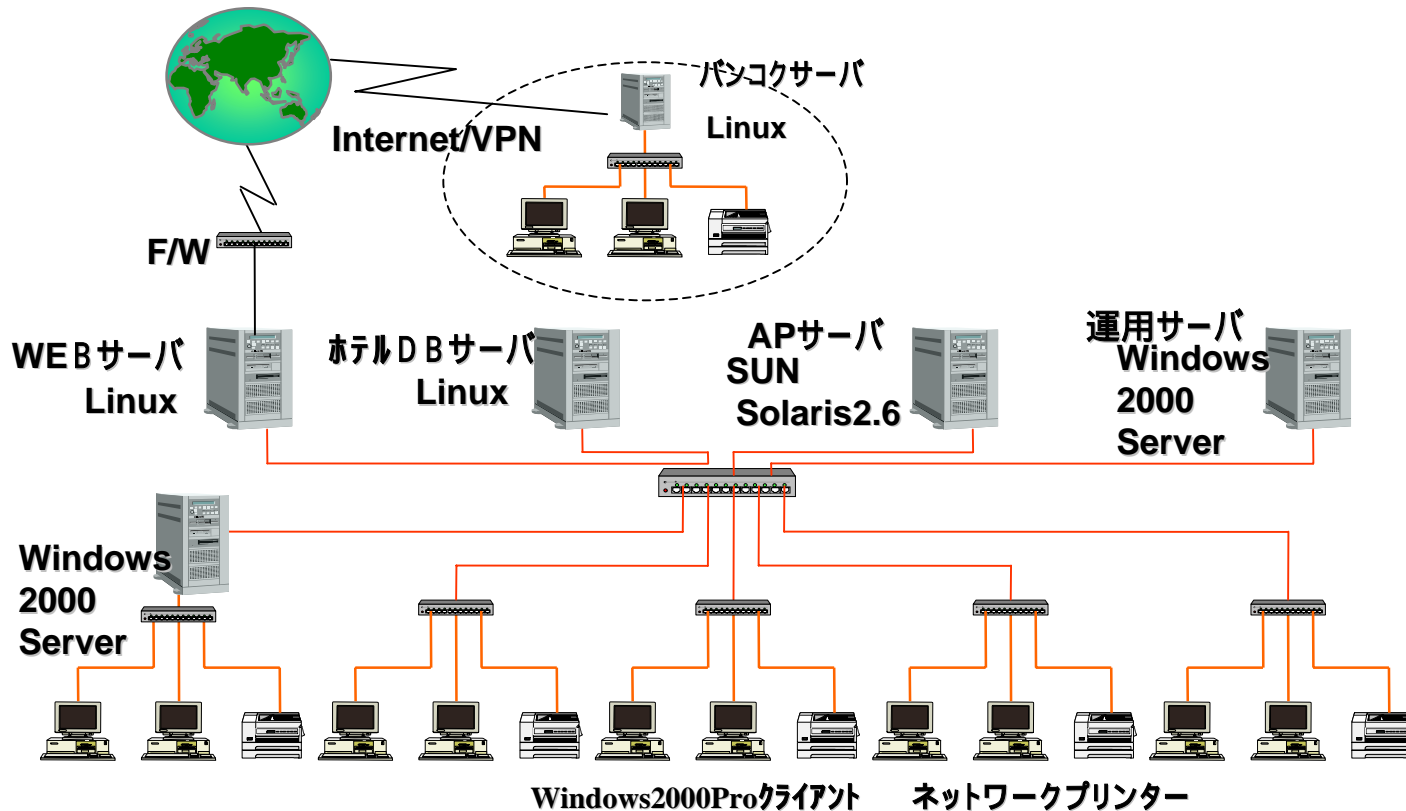 バンコクサーバ
Linux
Internet/VPN
F/W
WEBサーバ
Linux
ホテルDBサーバ
Linux
APサーバ
SUN
Solaris2.6
運用サーバ
Windows
2000
Server
Windows
2000
Server
Windows2000Proクライアント
ネットワークプリンター